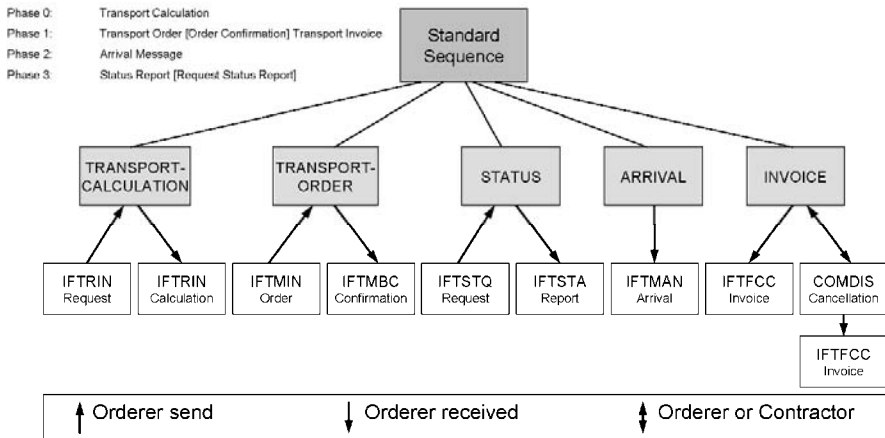 Phase 0: Transport Calculation
Phase 1: Transport Order [Order Confirmation] Transport Invoice
Phase 2: Arrival Message
Phase 3: Status Report [Request Status Report]
Standard
Sequence
TRANSPORT-
CALCULATION
TRANSPORT-
ORDER
STATUS
ARRIVAL
INVOICE
IFTRIN
Request
IFTRIN
Calculation
IFTMIN
Order
IFTMBC
Confirmation
IFTSTQ
Request
IFTSTA
Report
IFTMAN
Arrival
IFTFCC
Invoice
COMDIS
Cancellation
IFTFCC
Invoice
Orderer send
Orderer received
Orderer or Contractor